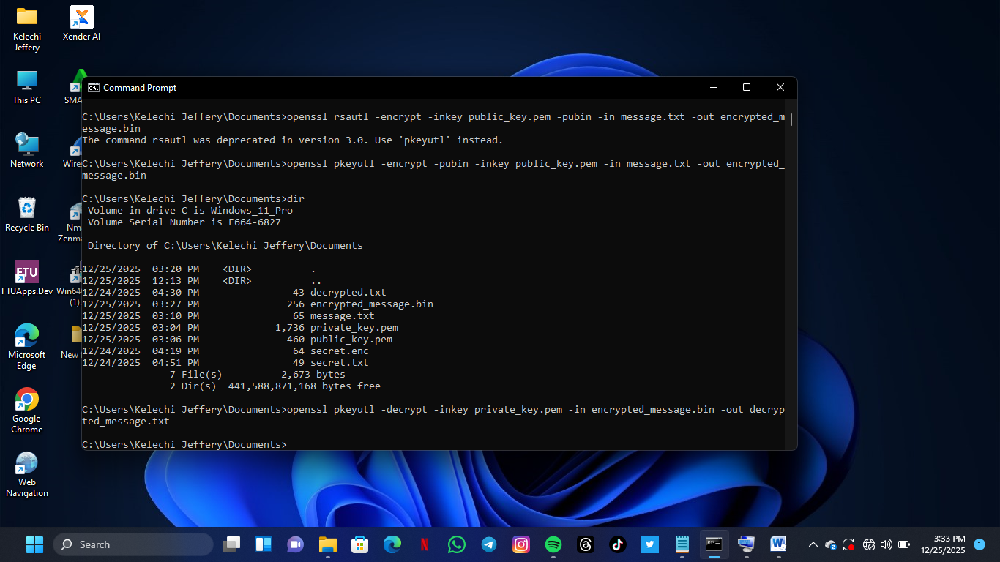 Kelechi
Jeffery
Xender AI
This PC
SMA
Network
Wire
Recycle Bin
Nm
Zenma
FTU
FTUApps.Dev
Win64
(1).
Microsoft
Edge
New
Google
Chrome
Web
Navigation
Command Prompt
C:\Users\Kelechi Jeffery\Documents>openssl rsautl -encrypt -inkey public_key.pem -pubin -in message.txt -out encrypted_m
essage.bin
The command rsautl was deprecated in version 3.0. Use 'pkeyutl' instead.
C:\Users\Kelechi Jeffery\Documents>openssl pkeyutl -encrypt -pubin -inkey public_key.pem -in message.txt -out encrypted_
message.bin
C:\Users\Kelechi Jeffery\Documents>dir
Volume in drive C is Windows_11_Pro
Volume Serial Number is F664-6827
Directory of C:\Users\Kelechi Jeffery\Documents
12/25/2025  03:20 PM    <DIR>          .
12/25/2025  12:13 PM    <DIR>          ..
12/24/2025  04:30 PM                43 decrypted.txt
12/25/2025  03:27 PM               256 encrypted_message.bin
12/25/2025  03:10 PM                65 message.txt
12/25/2025  03:04 PM             1,736 private_key.pem
12/25/2025  03:06 PM               460 public_key.pem
12/24/2025  04:19 PM                64 secret.enc
12/24/2025  04:51 PM                49 secret.txt
7 File(s)          2,673 bytes
2 Dir(s)  441,588,871,168 bytes free
C:\Users\Kelechi Jeffery\Documents>openssl pkeyutl -decrypt -inkey private_key.pem -in encrypted_message.bin -out decryp
ted_message.txt
C:\Users\Kelechi Jeffery\Documents>
Search
3:33 PM
12/25/2025
1